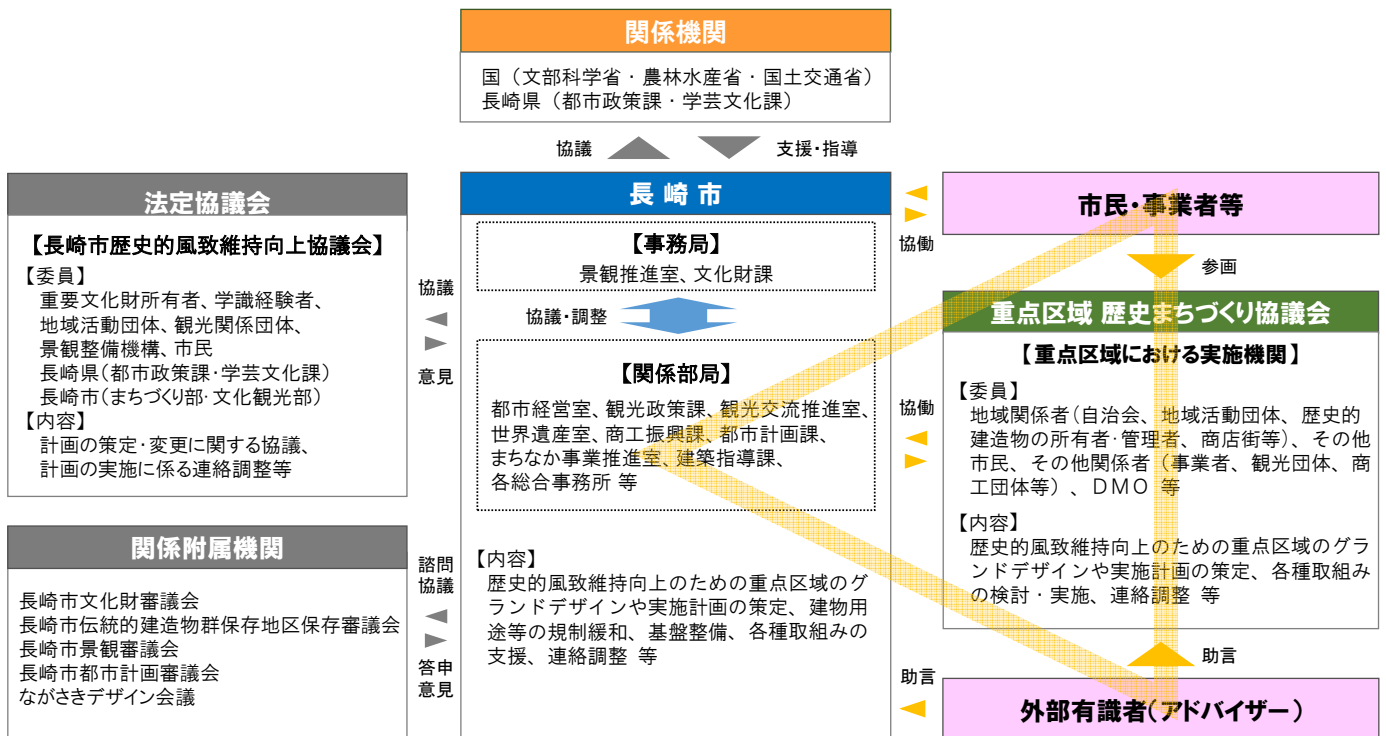 関係機関
国（文部科学省・農林水産省・国土交通省）
長崎県（都市政策課・学芸文化課）
協議
支援・指導
法定協議会
【長崎市歴史的風致維持向上協議会】
【委員】
重要文化財所有者、学識経験者、
地域活動団体、観光関係団体、
景観整備機構、市民
長崎県（都市政策課・学芸文化課）
長崎市（まちづくり部・文化観光部）
【内容】
計画の策定・変更に関する協議、
計画の実施に係る連絡調整等
協議
意見
関係附属機関
長崎市文化財審議会
長崎市伝統的建造物群保存地区保存審議会
長崎市景観審議会
長崎市都市計画審議会
ながさきデザイン会議
諮問
協議
答申
意見
長崎市
【事務局】
景観推進室、文化財課
協議・調整
【関係部局】
都市経営室、観光政策課、観光交流推進室、
世界遺産室、商工振興課、都市計画課、
まちなか事業推進室、建築指導課、
各総合事務所 等
【内容】
歴史的風致維持向上のための重点区域のグ
ランドデザインや実施計画の策定、建物用
途等の規制緩和、基盤整備、各種取組みの
支援、連絡調整 等
協働
協働
助言
市民・事業者等
参画
重点区域 歴史まちづくり協議会
【重点区域における実施機関】
【委員】
地域関係者（自治会、地域活動団体、歴史的
建造物の所有者・管理者、商店街等）、その他
市民、その他関係者（事業者、観光団体、商
工団体等）、ＤＭＯ 等
【内容】
歴史的風致維持向上のための重点区域のグラ
ンドデザインや実施計画の策定、各種取組み
の検討・実施、連絡調整 等
助言
外部有識者（アドバイザー）